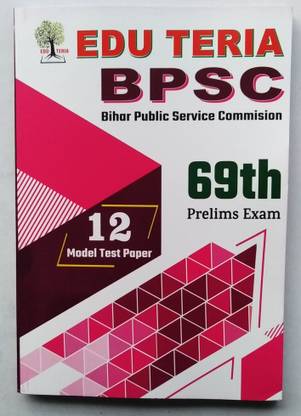 EDU TERIA
EDU TERIA
BPSC
Bihar Public Service Commision
69th
Prelims Exam
12
Model Test Paper